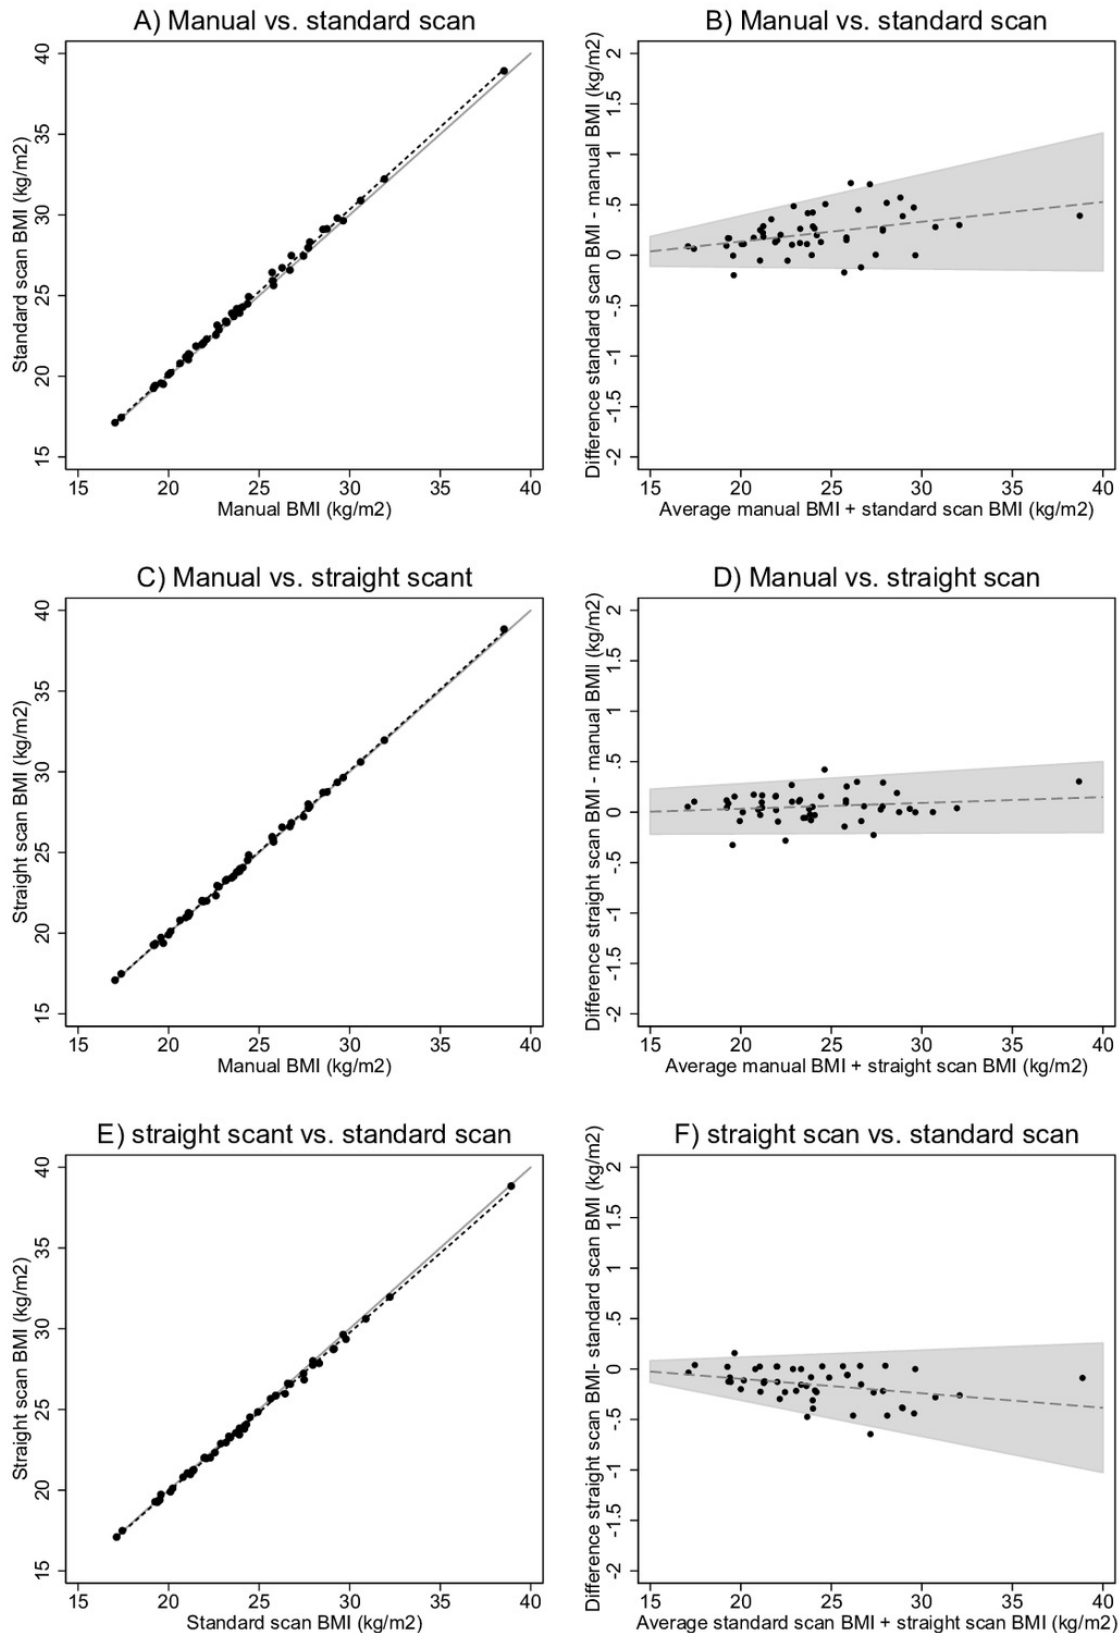 A) Manual vs. standard scan
Standard scan BMI (kg/m2)
40
35
30
25
20
15
15 20 25 30 35 40
Manual BMI (kg/m2)
B) Manual vs. standard scan
Difference standard scan BMI - manual BMI (kg/m2)
2
1.5
1
.5
0
-.5
-1
-1.5
-2
15 20 25 30 35 40
Average manual BMI + standard scan BMI (kg/m2)
C) Manual vs. straight scant
Straight scan BMI (kg/m2)
40
35
30
25
20
15
15 20 25 30 35 40
Manual BMI (kg/m2)
D) Manual vs. straight scan
Difference straight scan BMI - manual BMII (kg/m2)
2
1.5
1
.5
0
-.5
-1
-1.5
-2
15 20 25 30 35 40
Average manual BMI + straight scan BMI (kg/m2)
E) straight scant vs. standard scan
Straight scan BMI (kg/m2)
40
35
30
25
20
15
15 20 25 30 35 40
Standard scan BMI (kg/m2)
F) straight scan vs. standard scan
Difference straight scan BMI- standard scan BMI (kg/m2)
2
1.5
1
.5
0
-.5
-1
-1.5
-2
15 20 25 30 35 40
Average standard scan BMI + straight scan BMI (kg/m2)